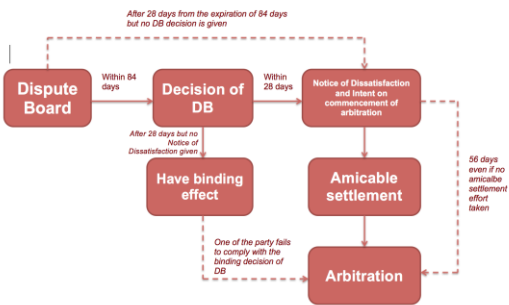 After 28 days from the expiration of 84 days
but no DB decision is given
Dispute
Board
Within 84
days
Decision of
DB
Within
28 days
Notice of Dissatisfaction
and Intent on
commencement of
arbitration
After 28 days but no
Notice of
Dissatisfaction given
Have binding
effect
Amicable
settlement
56 days
even if no
amicalbe
settlement
effort
taken
One of the party fails
to comply with the
binding decision of
DB
Arbitration